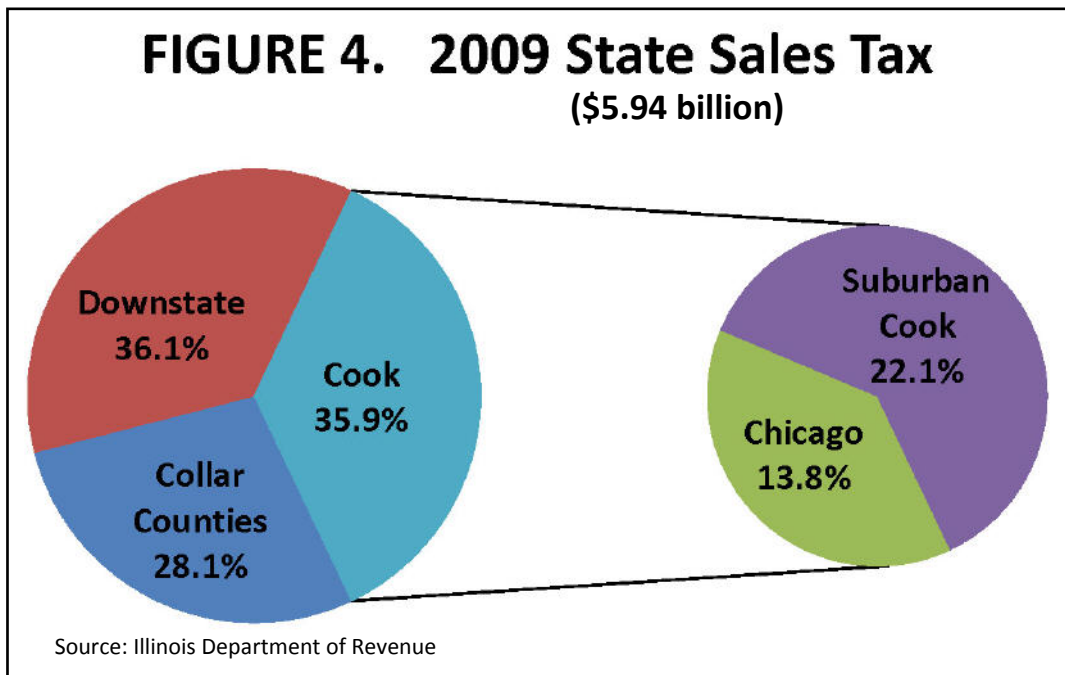 FIGURE 4. 2009 State Sales Tax
($5.94 billion)
Downstate
36.1%
Cook
35.9%
Collar
Counties
28.1%
Suburban
Cook
22.1%
Chicago
13.8%
Source: Illinois Department of Revenue